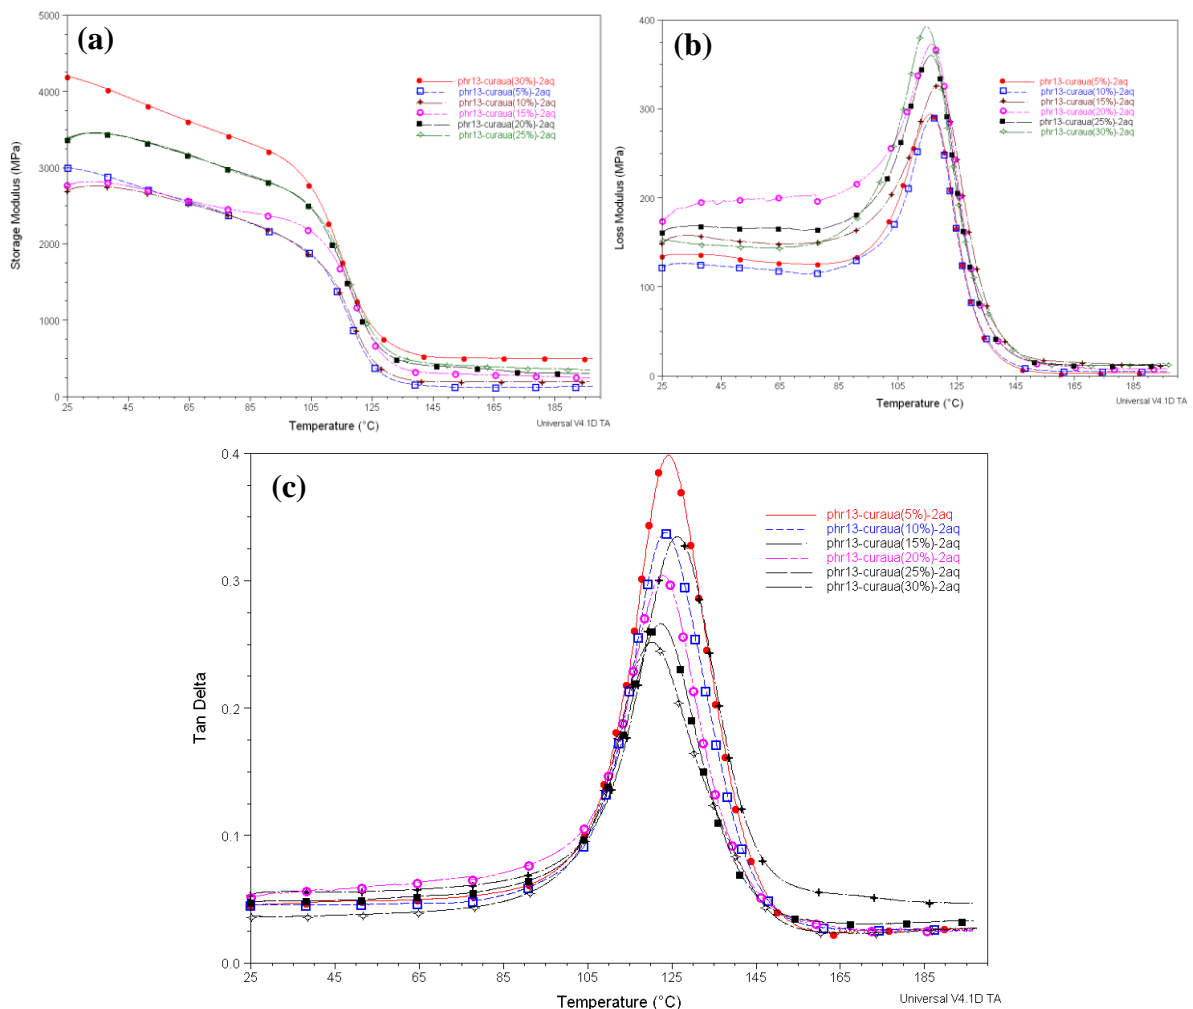 (a)
5000
4000
3000
2000
1000
0
Storage Modulus (MPa)
phr13-curaua(30%)-2aq
phr13-curaua(5%)-2aq
phr13-curaua(10%)-2aq
phr13-curaua(15%)-2aq
phr13-curaua(20%)-2aq
phr13-curaua(25%)-2aq
25 45 65 85 105 125 145 165 185
Temperature (°C)
Universal V4.1D TA
(b)
400
300
200
100
0
Loss Modulus (MPa)
phr13-curaua(5%)-2aq
phr13-curaua(10%)-2aq
phr13-curaua(15%)-2aq
phr13-curaua(20%)-2aq
phr13-curaua(25%)-2aq
phr13-curaua(30%)-2aq
25 45 65 85 105 125 145 165 185
Temperature (°C)
Universal V4.1D TA
(c)
0.4
0.3
0.2
0.1
0.0
Tan Delta
phr13-curaua(5%)-2aq
phr13-curaua(10%)-2aq
phr13-curaua(15%)-2aq
phr13-curaua(20%)-2aq
phr13-curaua(25%)-2aq
phr13-curaua(30%)-2aq
25 45 65 85 105 125 145 165 185
Temperature (°C)
Universal V4.1D TA